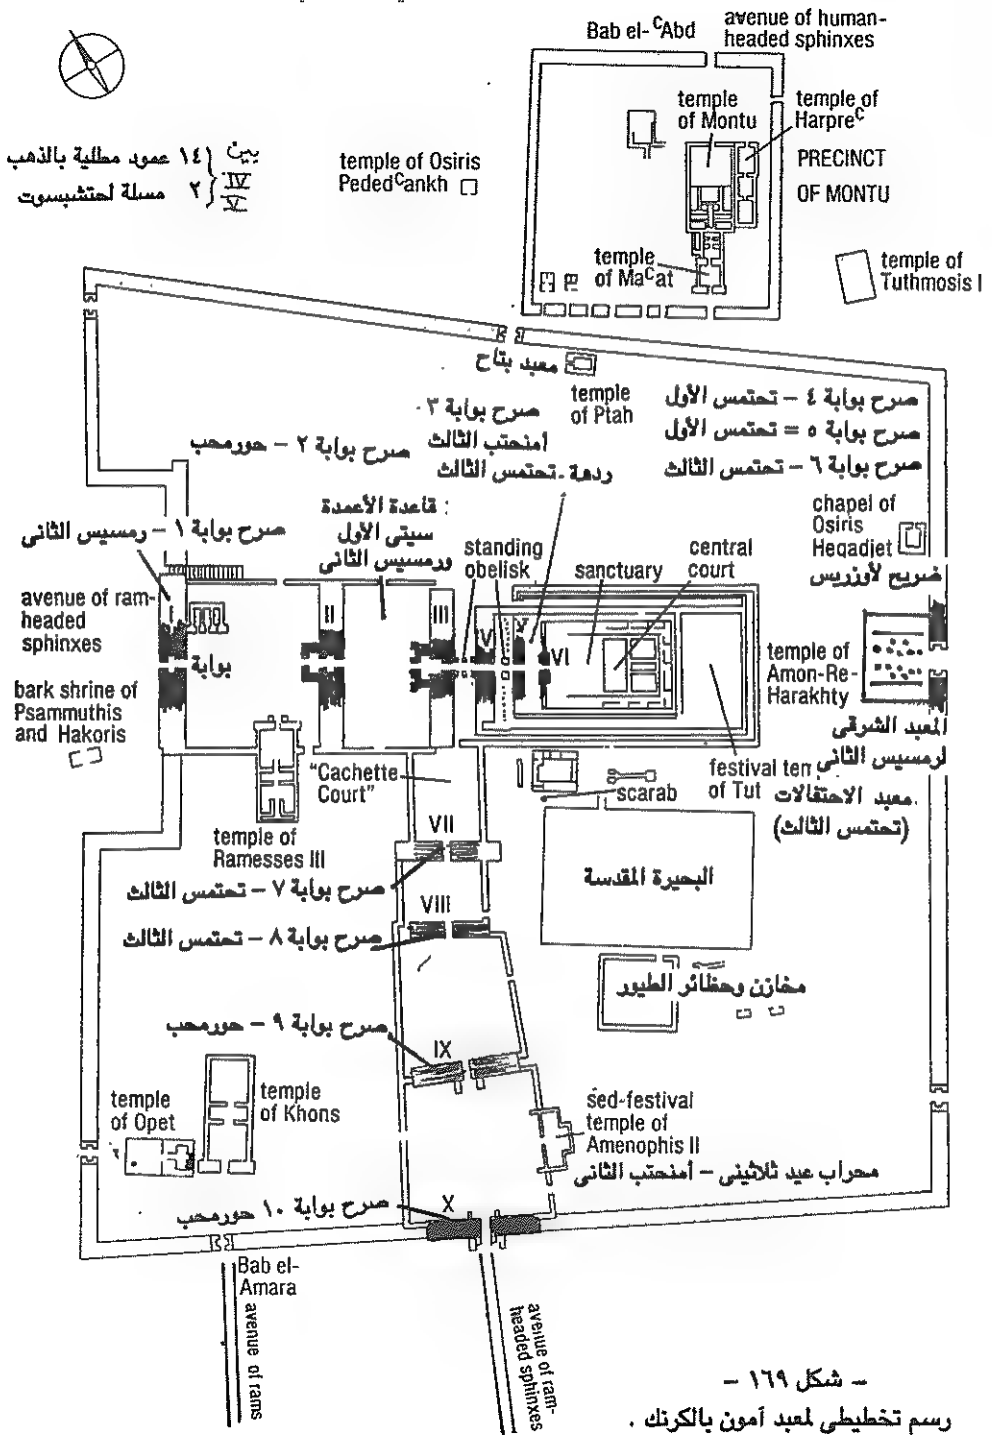 Bab el-ᶜAbd
avenue of human-
headed sphinxes
temple
of Montu
temple of
Harpreᶜ
PRECINCT
OF MONTU
بين IV V { ١٤ عمود مطلية بالذهب
٢ مسلة لحتشبسوت
temple of Osiris
Pededᶜankh
temple
of Maᶜat
temple of
Tuthmosis I
معبد بتاح
temple
of Ptah
صرح بوابة ٤ – تحتمس الأول
صرح بوابة ٥ = تحتمس الأول
صرح بوابة ٦ – تحتمس الثالث
صرح بوابة ٣
أمنحتب الثالث
ردهة - تحتمس الثالث
صرح بوابة ٢ – حورمحب
: قاعدة الأعمدة
سيتى الأول
ورمسيس الثانى
صرح بوابة ١ – رمسيس الثانى
chapel of
Osiris
Heqadjet
ضريح لأوزريس
standing
obelisk
sanctuary
central
court
avenue of ram-
headed
sphinxes
I
II
III
V
V
VI
بوابة
bark shrine of
Psammuthis
and Hakoris
temple of
Amon-Re-
Harakhty
المعبد الشرقى
لرمسيس الثانى
"Cachette
Court"
scarab
festival ten
of Tut
معبد الاحتفالات
(تحتمس الثالث)
temple of
Ramesses III
VII
صرح بوابة ٧ – تحتمس الثالث
البحيرة المقدسة
VIII
صرح بوابة ٨ – تحتمس الثالث
مخازن وحظائر الطيور
صرح بوابة ٩ – حورمحب
IX
temple
of Opet
temple
of Khons
sed-festival
temple of
Amenophis II
محراب عيد ثلاثينى – أمنحتب الثانى
صرح بوابة ١٠ حورمحب
X
Bab el-
Amara
avenue of rams
avenue of ram-
headed sphinxes
– شكل ١٦٩ –
رسم تخطيطى لمعبد آمون بالكرنك .